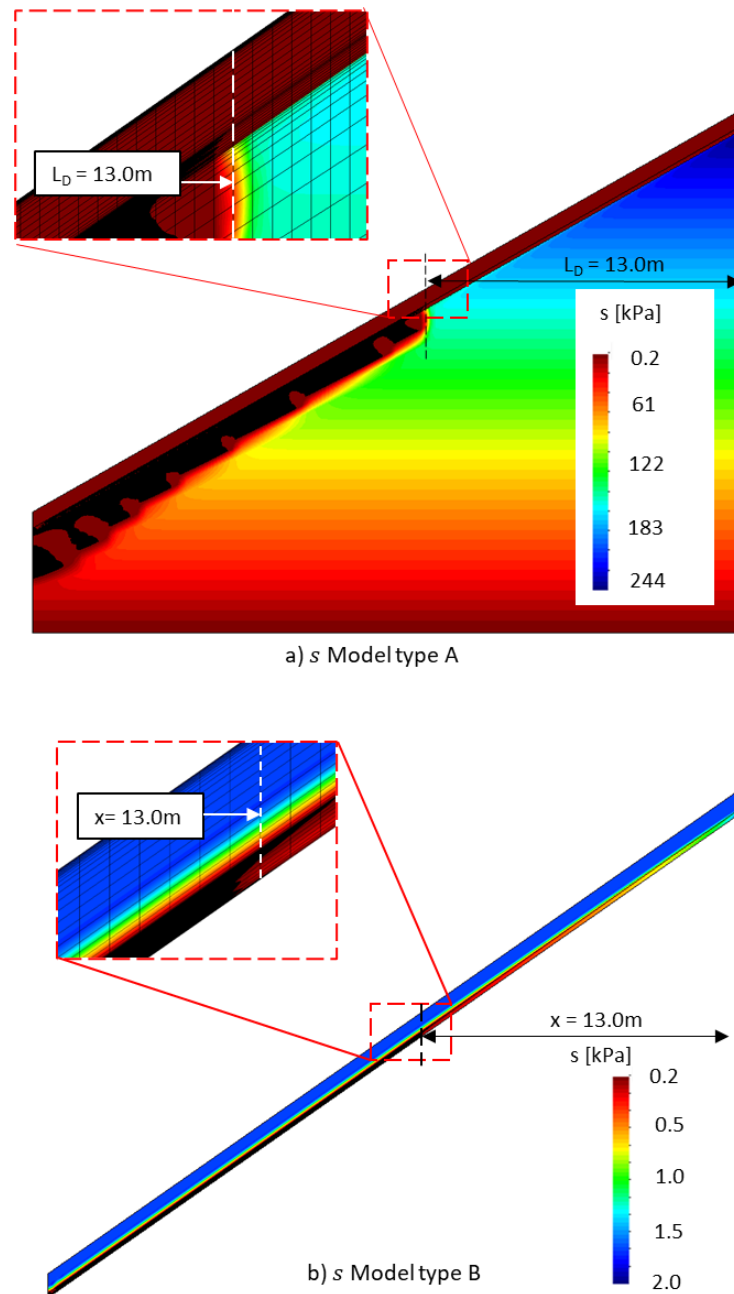 L_D = 13.0m
L_D = 13.0m
s [kPa]
0.2
61
122
183
244
a) s Model type A
x= 13.0m
x = 13.0m
s [kPa]
0.2
0.5
1.0
1.5
2.0
b) s Model type B